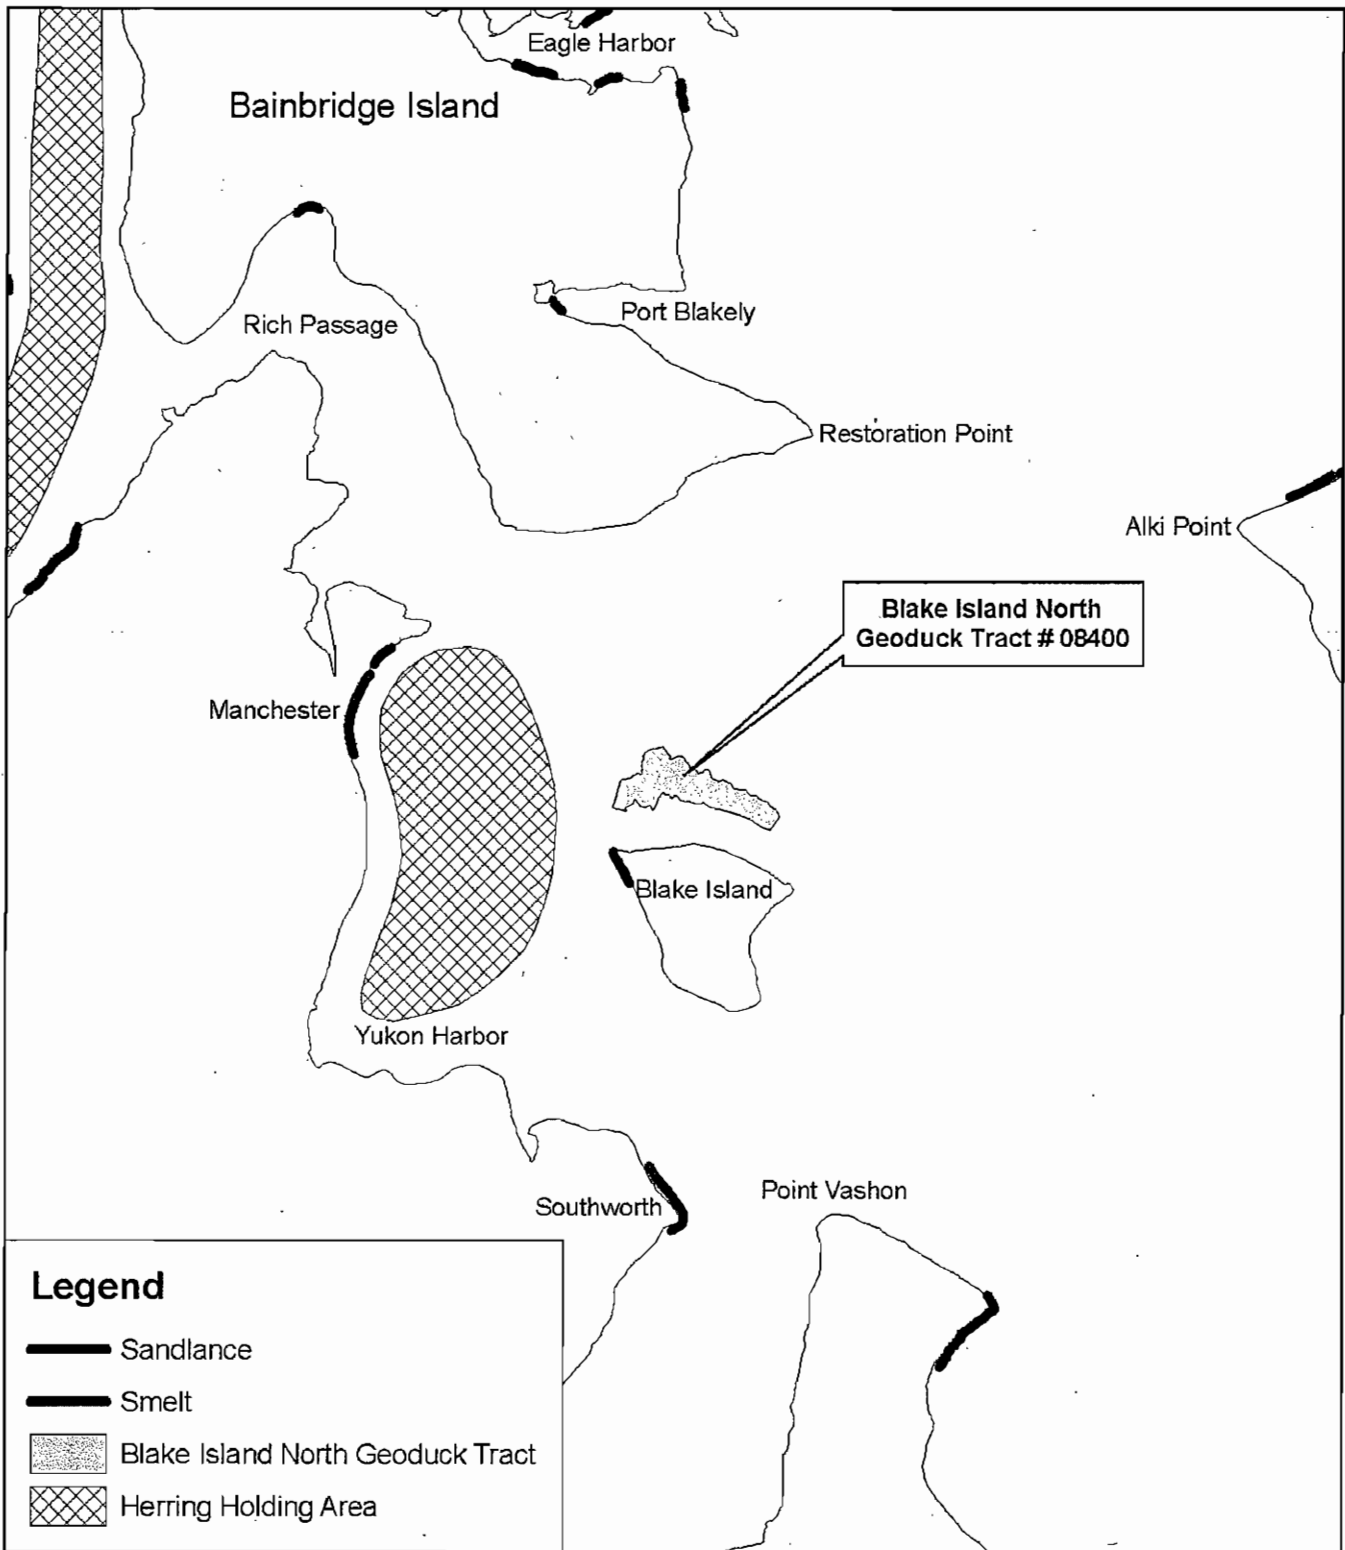 Eagle Harbor
Bainbridge Island
Rich Passage
Port Blakely
Restoration Point
Alki Point
Blake Island North
Geoduck Tract # 08400
Manchester
Blake Island
Yukon Harbor
Southworth
Point Vashon
Legend
Sandlance
Smelt
Blake Island North Geoduck Tract
Herring Holding Area